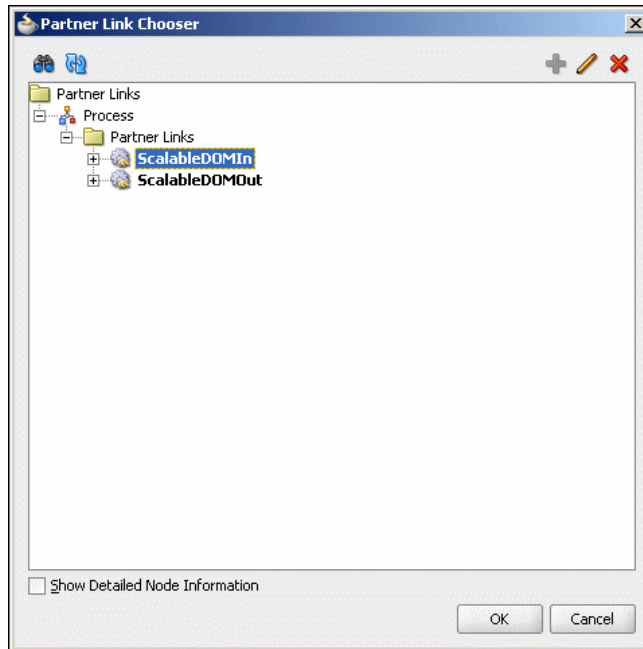 Partner Link Chooser
Partner Links
Process
Partner Links
ScalableDOMIn
ScalableDOMOut
Show Detailed Node Information
OK Cancel